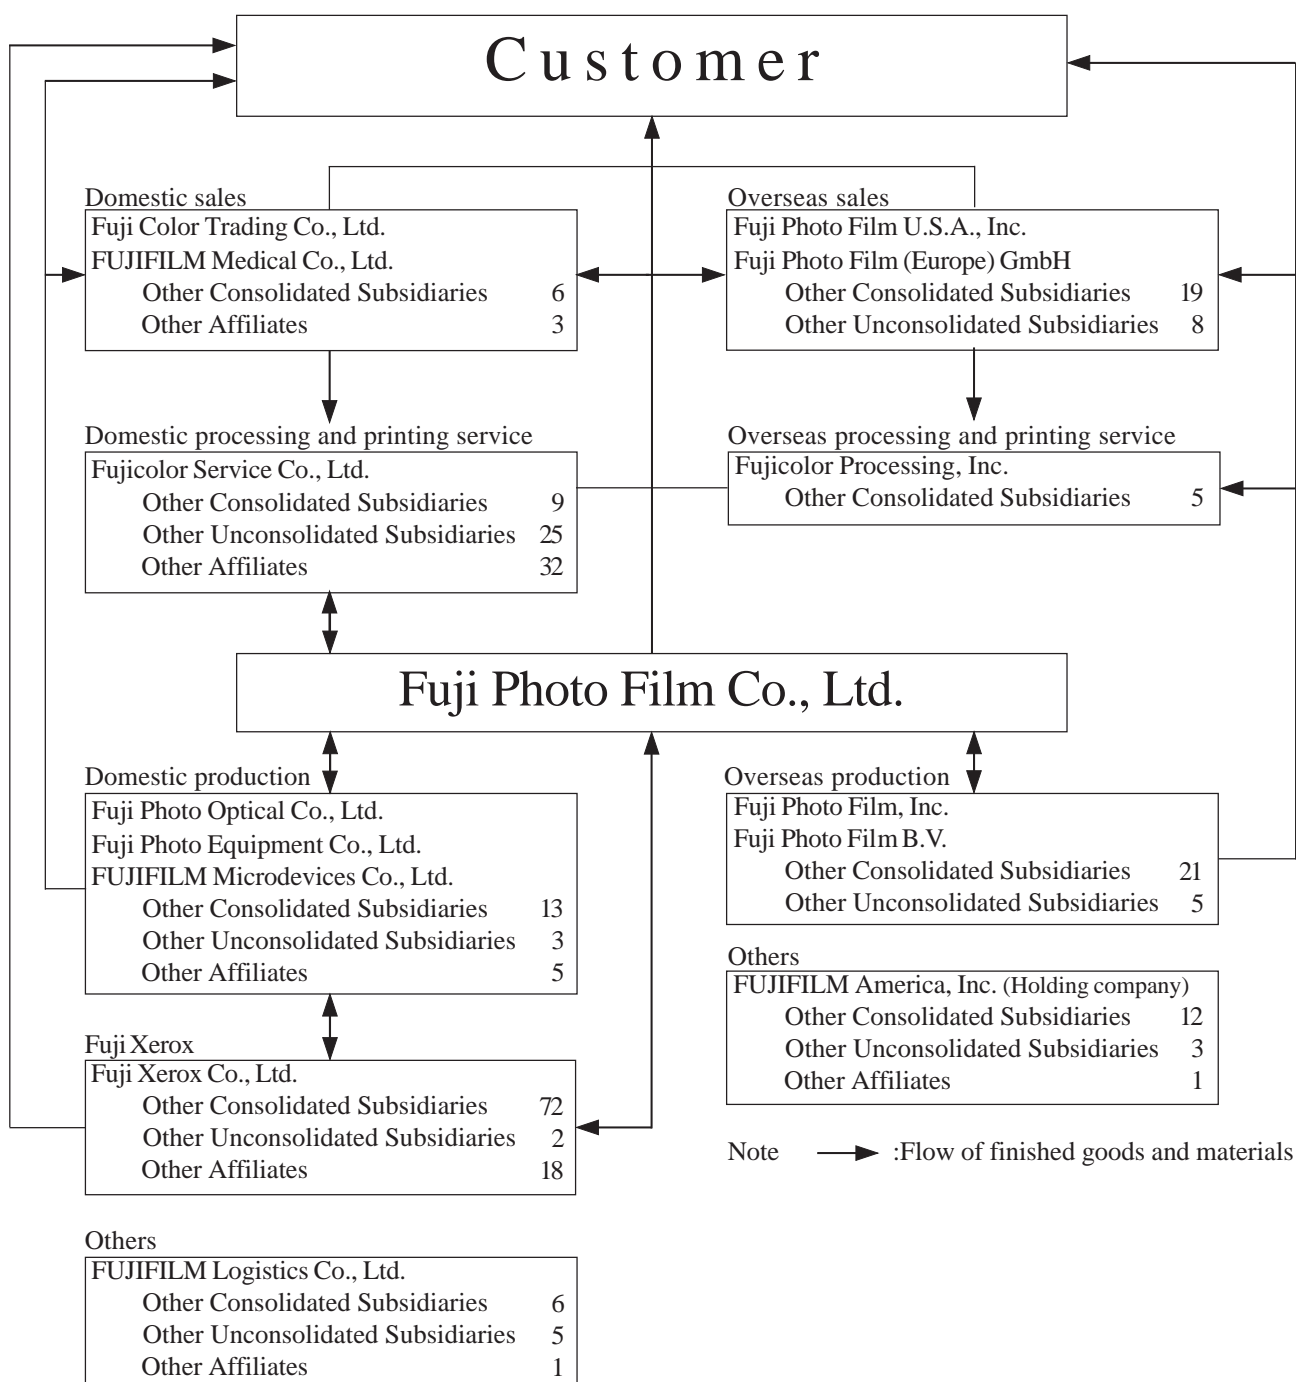 Customer
Domestic sales
Fuji Color Trading Co., Ltd.
FUJIFILM Medical Co., Ltd.
Other Consolidated Subsidiaries 6
Other Affiliates 3
Overseas sales
Fuji Photo Film U.S.A., Inc.
Fuji Photo Film (Europe) GmbH
Other Consolidated Subsidiaries 19
Other Unconsolidated Subsidiaries 8
Domestic processing and printing service
Fujicolor Service Co., Ltd.
Other Consolidated Subsidiaries 9
Other Unconsolidated Subsidiaries 25
Other Affiliates 32
Overseas processing and printing service
Fujicolor Processing, Inc.
Other Consolidated Subsidiaries 5
Fuji Photo Film Co., Ltd.
Domestic production
Fuji Photo Optical Co., Ltd.
Fuji Photo Equipment Co., Ltd.
FUJIFILM Microdevices Co., Ltd.
Other Consolidated Subsidiaries 13
Other Unconsolidated Subsidiaries 3
Other Affiliates 5
Overseas production
Fuji Photo Film, Inc.
Fuji Photo Film B.V.
Other Consolidated Subsidiaries 21
Other Unconsolidated Subsidiaries 5
Others
FUJIFILM America, Inc. (Holding company)
Other Consolidated Subsidiaries 12
Other Unconsolidated Subsidiaries 3
Other Affiliates 1
Fuji Xerox
Fuji Xerox Co., Ltd.
Other Consolidated Subsidiaries 72
Other Unconsolidated Subsidiaries 2
Other Affiliates 18
Note :Flow of finished goods and materials
Others
FUJIFILM Logistics Co., Ltd.
Other Consolidated Subsidiaries 6
Other Unconsolidated Subsidiaries 5
Other Affiliates 1